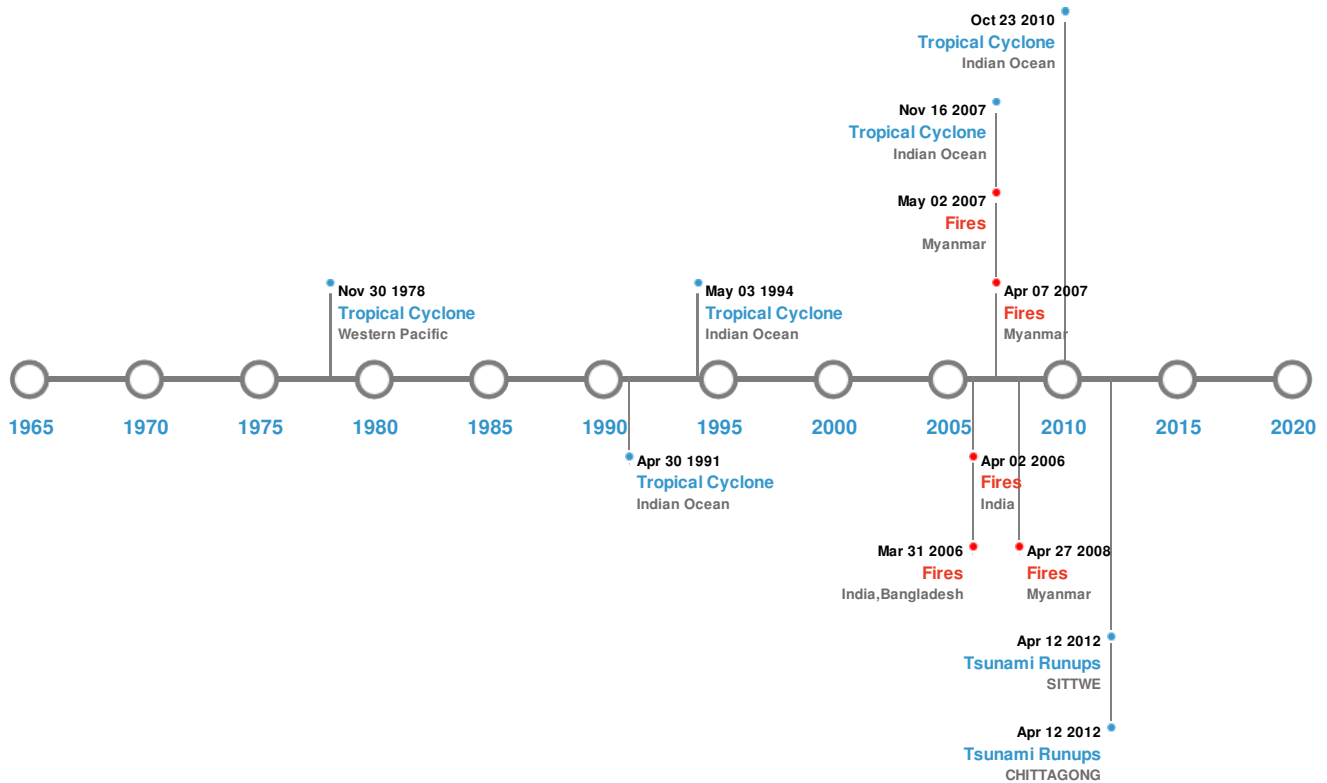 Oct 23 2010
Tropical Cyclone
Indian Ocean
Nov 16 2007
Tropical Cyclone
Indian Ocean
May 02 2007
Fires
Myanmar
Nov 30 1978
Tropical Cyclone
Western Pacific
May 03 1994
Tropical Cyclone
Indian Ocean
Apr 07 2007
Fires
Myanmar
1965 1970 1975 1980 1985 1990 1995 2000 2005 2010 2015 2020
Apr 30 1991
Tropical Cyclone
Indian Ocean
Apr 02 2006
Fires
India
Mar 31 2006
Fires
India,Bangladesh
Apr 27 2008
Fires
Myanmar
Apr 12 2012
Tsunami Runups
SITTWE
Apr 12 2012
Tsunami Runups
CHITTAGONG